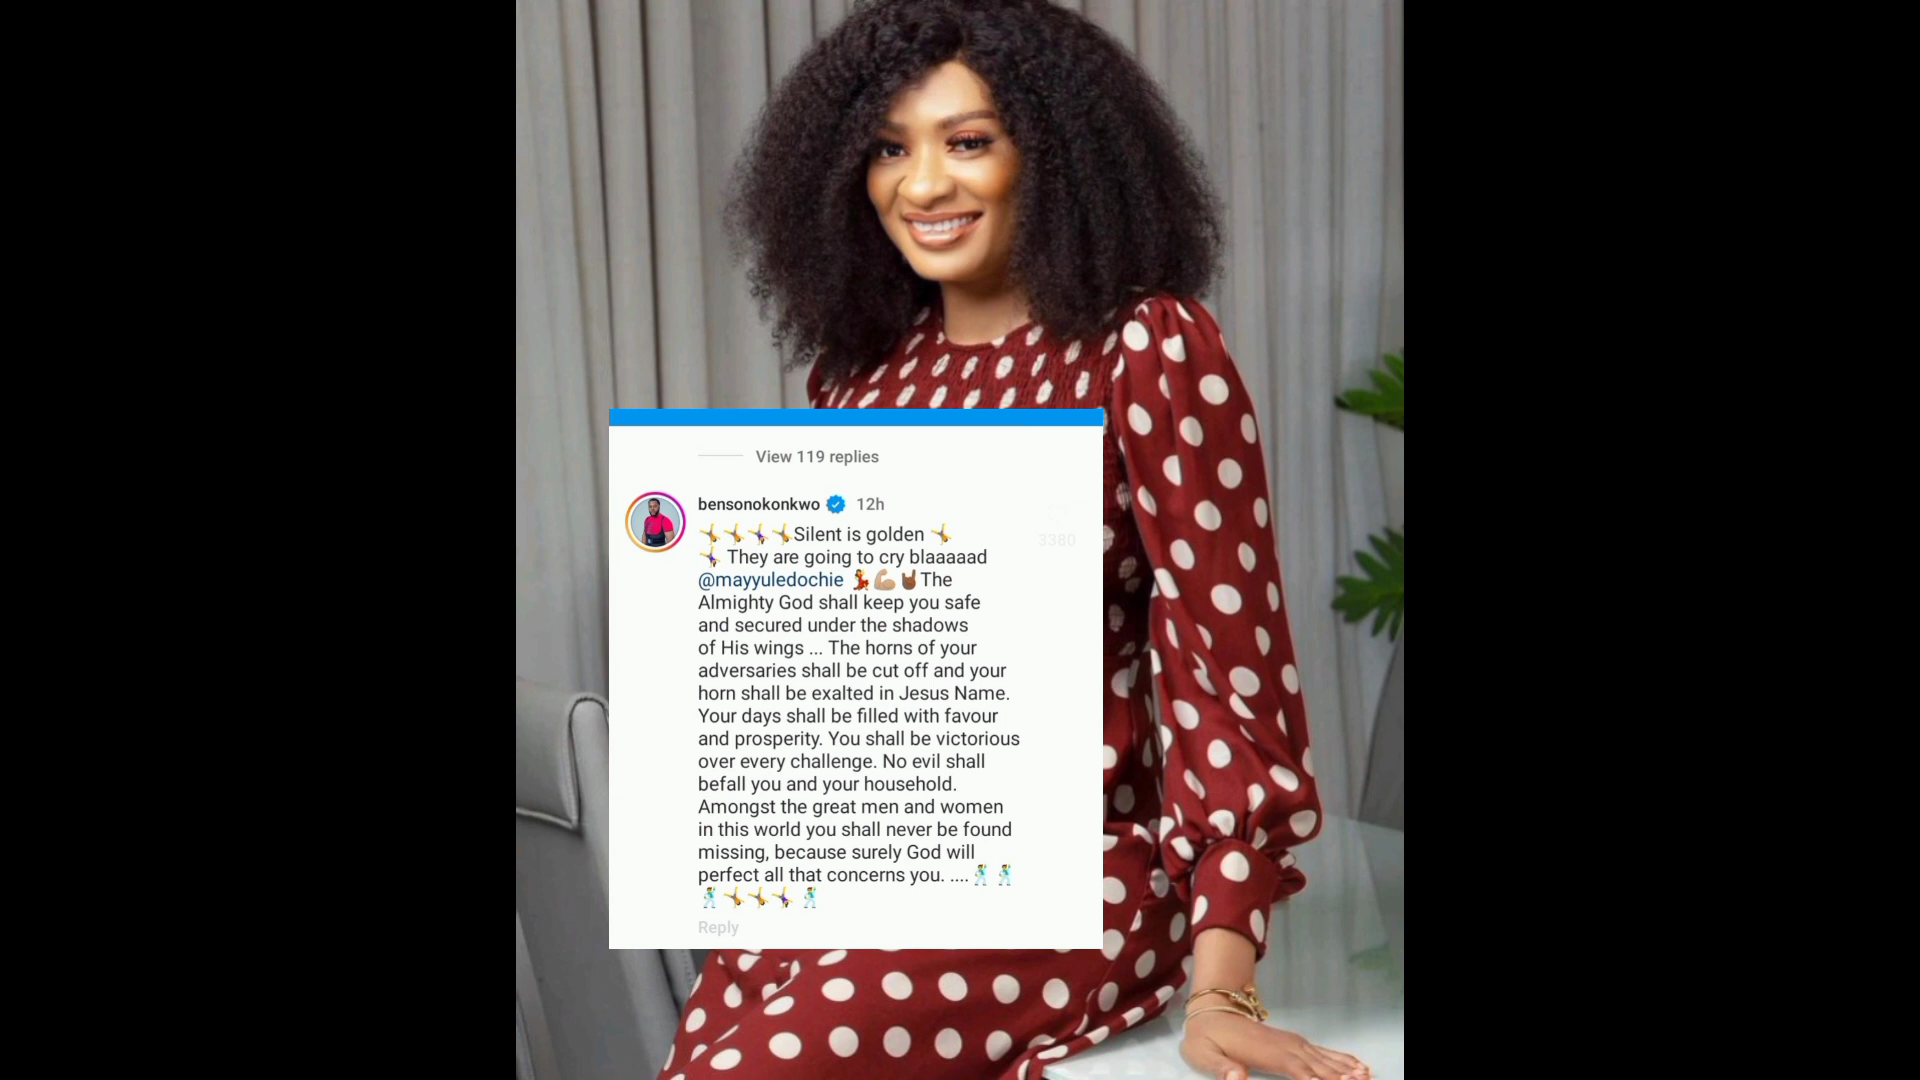 View 119 replies
bensonokonkwo 12h
🤸🤸🤸‍♀️🤸Silent is golden 🤸
🤸‍♀️ They are going to cry blaaaaad
@mayyuledochie 💃💪🏽🤘🏾The
Almighty God shall keep you safe
and secured under the shadows
of His wings ... The horns of your
adversaries shall be cut off and your
horn shall be exalted in Jesus Name.
Your days shall be filled with favour
and prosperity. You shall be victorious
over every challenge. No evil shall
befall you and your household.
Amongst the great men and women
in this world you shall never be found
missing, because surely God will
perfect all that concerns you. ....🕺🕺
🕺🤸🤸🤸‍♀️🕺
Reply
3380